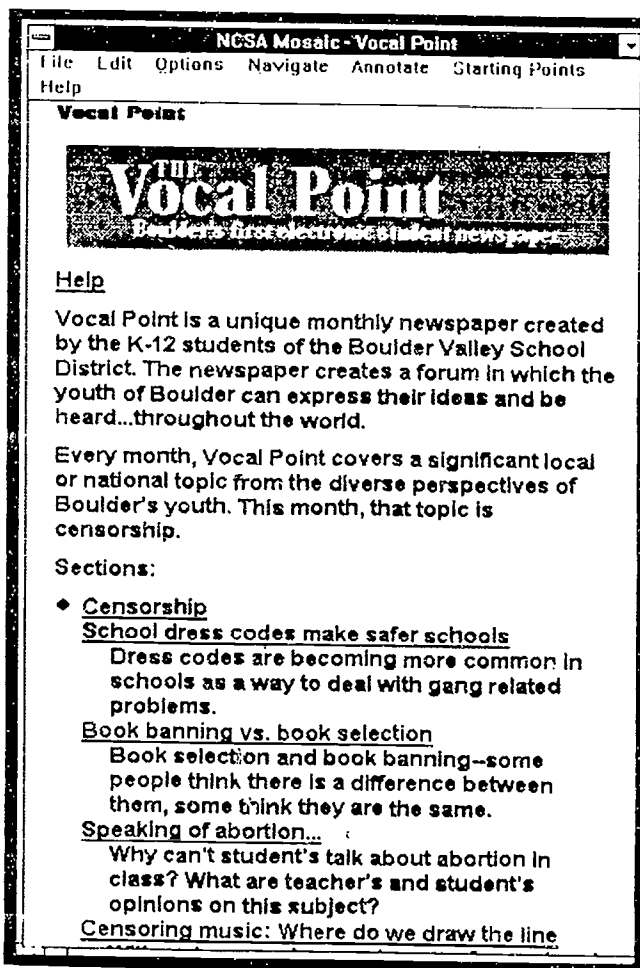 NCSA Mosaic - Vocal Point
File Edit Options Navigate Annotate Starting Points
Help
Vocal Point
THE
Vocal Point
Boulder's first electronic student newspaper
Help
Vocal Point is a unique monthly newspaper created
by the K-12 students of the Boulder Valley School
District. The newspaper creates a forum in which the
youth of Boulder can express their ideas and be
heard...throughout the world.
Every month, Vocal Point covers a significant local
or national topic from the diverse perspectives of
Boulder's youth. This month, that topic is
censorship.
Sections:
◆ Censorship
School dress codes make safer schools
Dress codes are becoming more common in
schools as a way to deal with gang related
problems.
Book banning vs. book selection
Book selection and book banning--some
people think there is a difference between
them, some think they are the same.
Speaking of abortion...
Why can't student's talk about abortion in
class? What are teacher's and student's
opinions on this subject?
Censoring music: Where do we draw the line